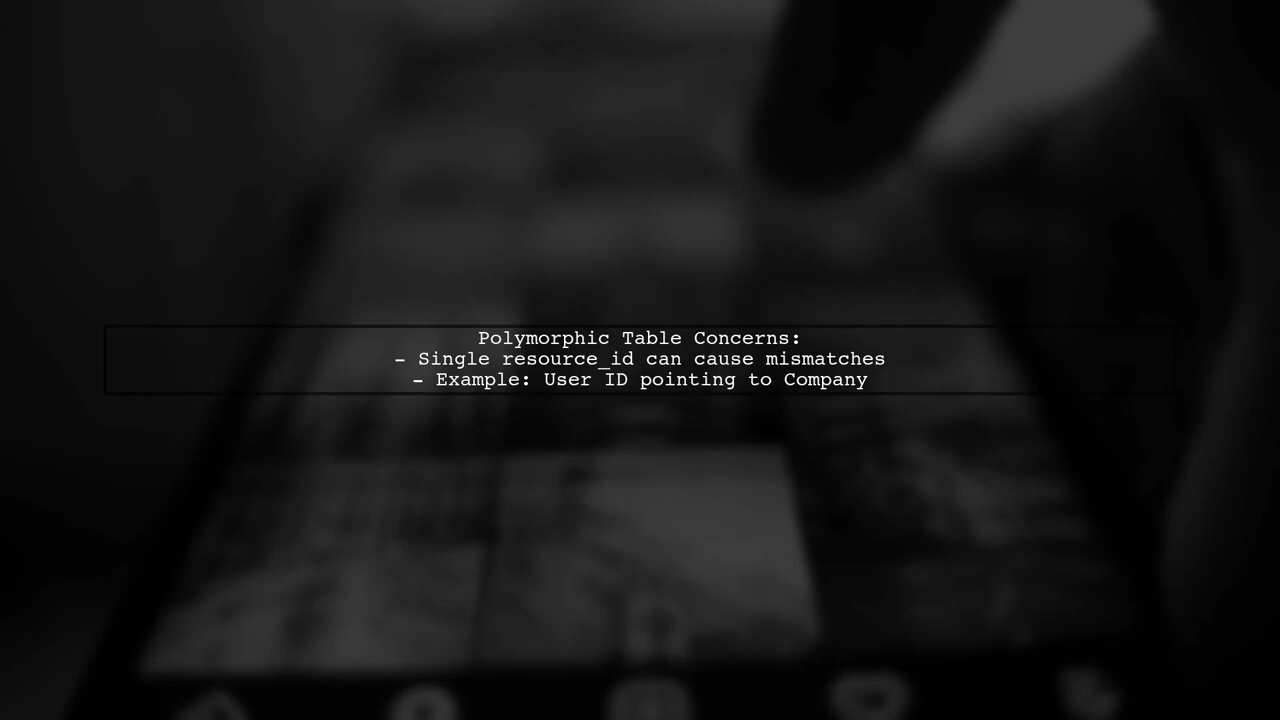 Polymorphic Table Concerns:
– Single resource_id can cause mismatches
– Example: User ID pointing to Company